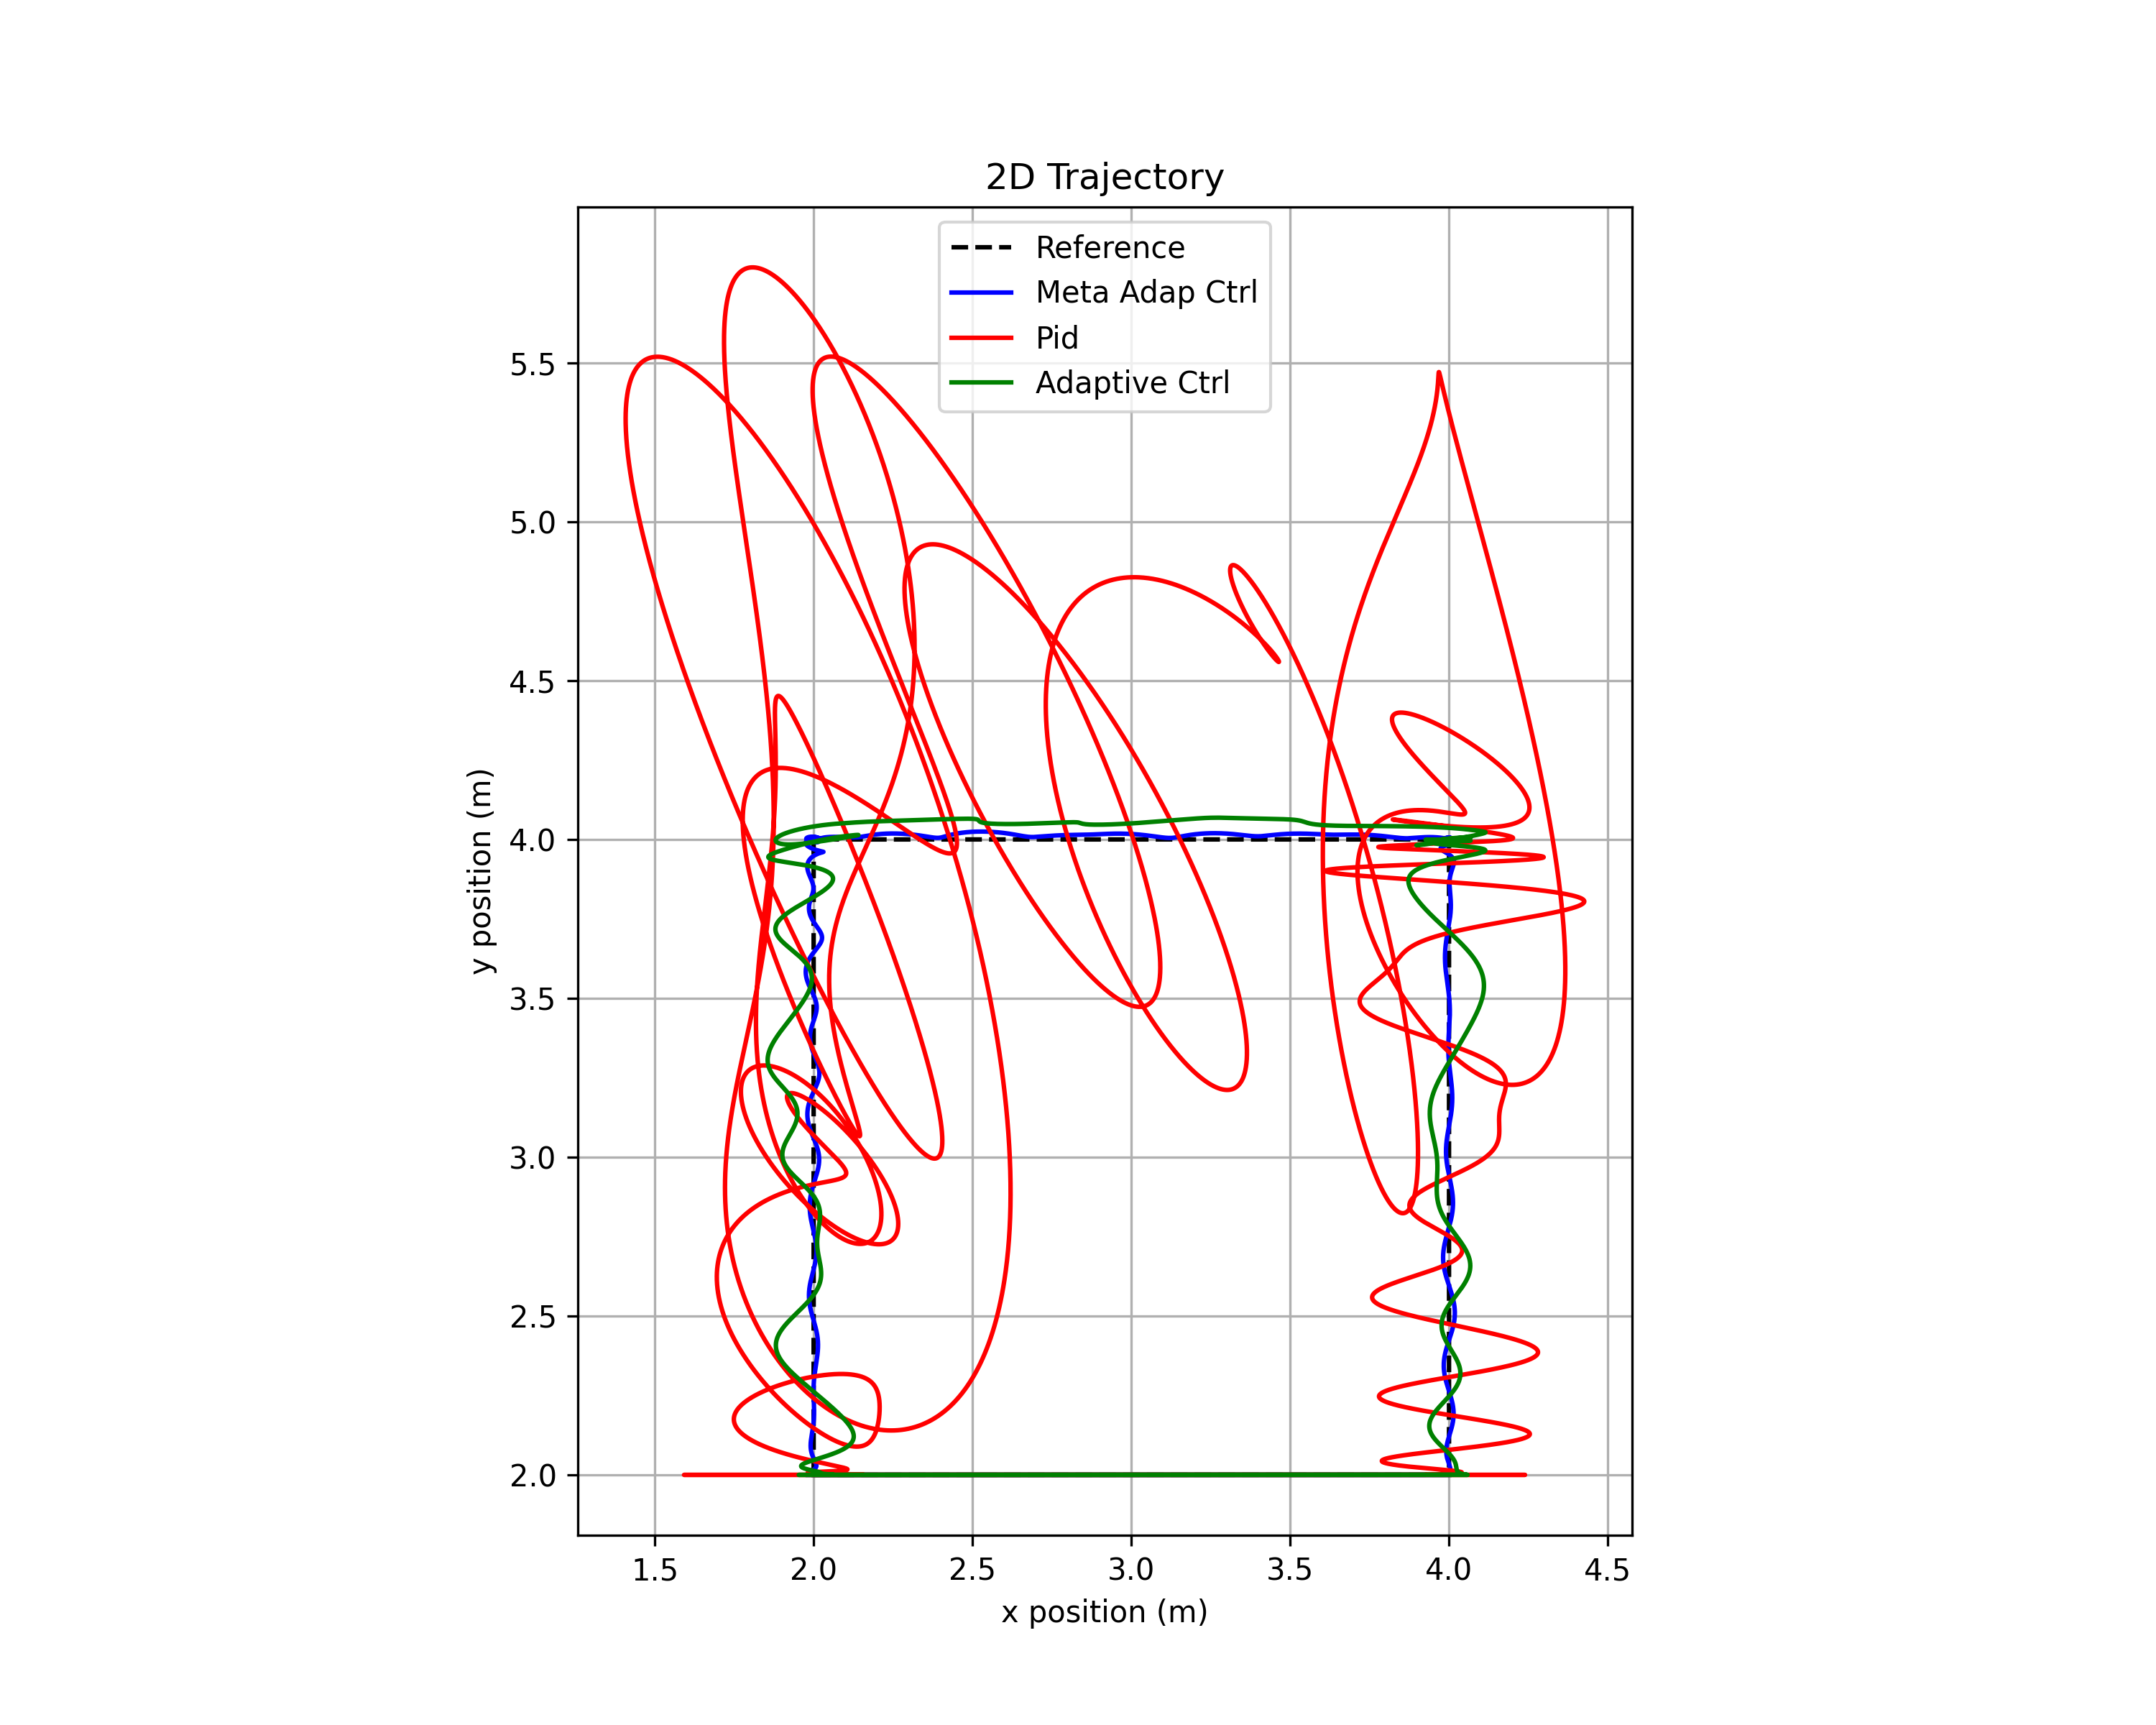 2D Trajectory
Reference
Meta Adap Ctrl
Pid
Adaptive Ctrl
5.5
5.0
4.5
4.0
3.5
3.0
2.5
2.0
y position (m)
1.5 2.0 2.5 3.0 3.5 4.0 4.5
x position (m)